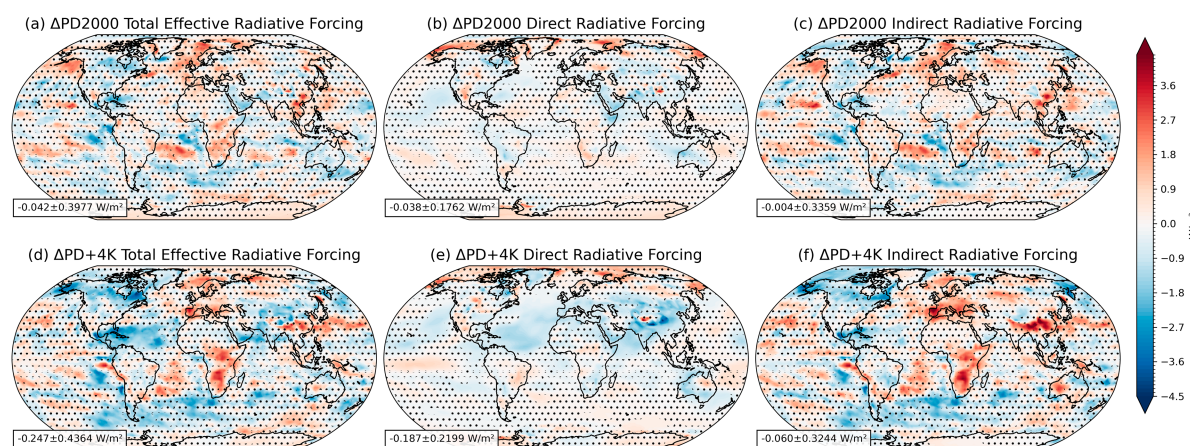 (a) ΔPD2000 Total Effective Radiative Forcing
(b) ΔPD2000 Direct Radiative Forcing
(c) ΔPD2000 Indirect Radiative Forcing
-0.042±0.3977 W/m²
-0.038±0.1762 W/m²
-0.004±0.3359 W/m²
(d) ΔPD+4K Total Effective Radiative Forcing
(e) ΔPD+4K Direct Radiative Forcing
(f) ΔPD+4K Indirect Radiative Forcing
-0.247±0.4364 W/m²
-0.187±0.2199 W/m²
-0.060±0.3244 W/m²
3.6
2.7
1.8
0.9
0.0
-0.9
-1.8
-2.7
-3.6
-4.5